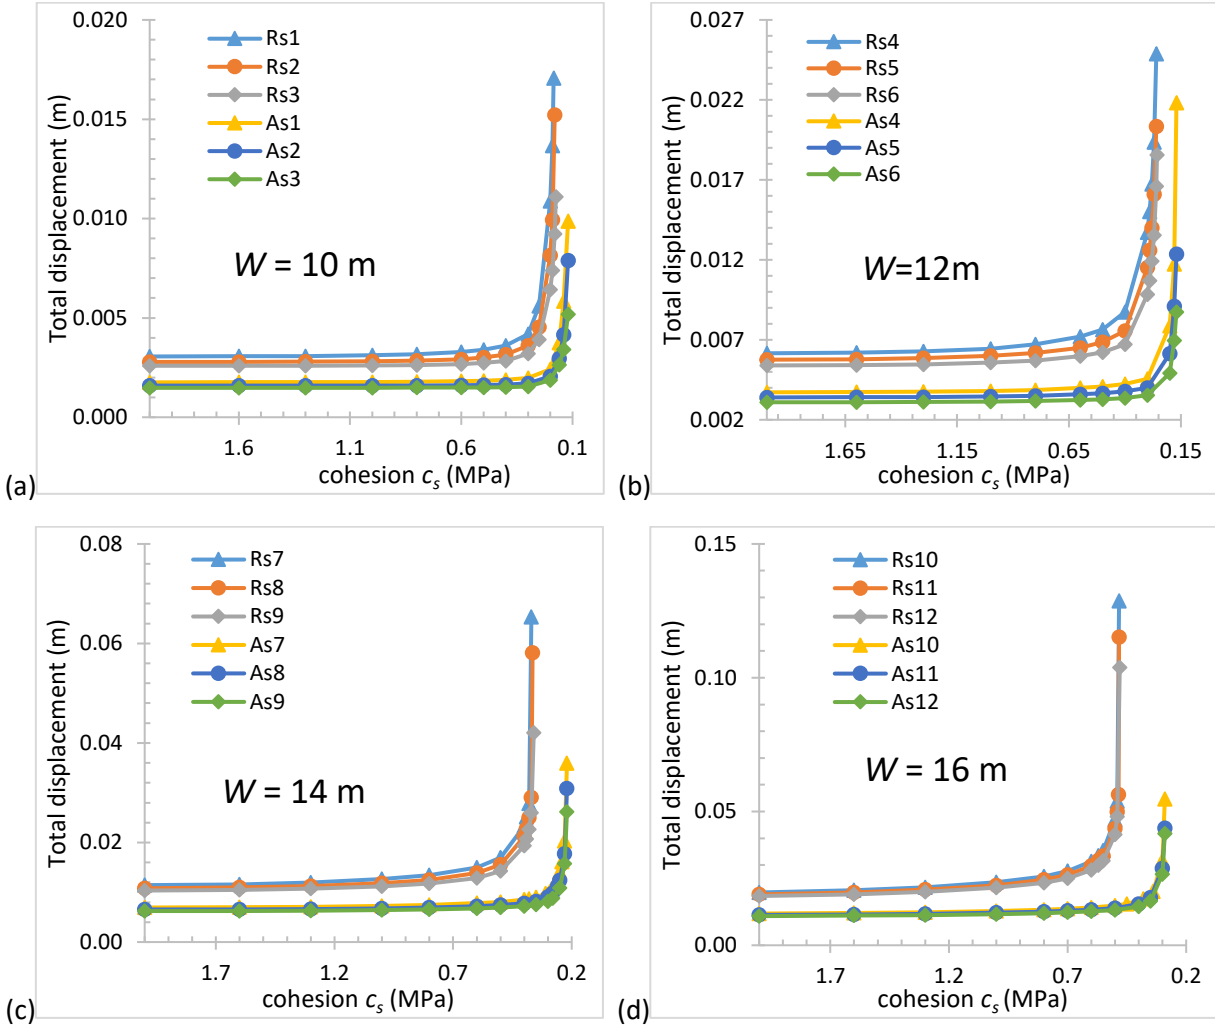 0.020
0.015
0.010
0.005
0.000
Total displacement (m)
Rs1
Rs2
Rs3
As1
As2
As3
W = 10 m
1.6
1.1
0.6
0.1
cohesion cs (MPa)
(a)
0.027
0.022
0.017
0.012
0.007
0.002
Total displacement (m)
Rs4
Rs5
Rs6
As4
As5
As6
W=12m
1.65
1.15
0.65
0.15
cohesion cs (MPa)
(b)
0.08
0.06
0.04
0.02
0.00
Total displacement (m)
Rs7
Rs8
Rs9
As7
As8
As9
W = 14 m
1.7
1.2
0.7
0.2
cohesion cs (MPa)
(c)
0.15
0.10
0.05
0.00
Total displacement (m)
Rs10
Rs11
Rs12
As10
As11
As12
W = 16 m
1.7
1.2
0.7
0.2
cohesion cs (MPa)
(d)